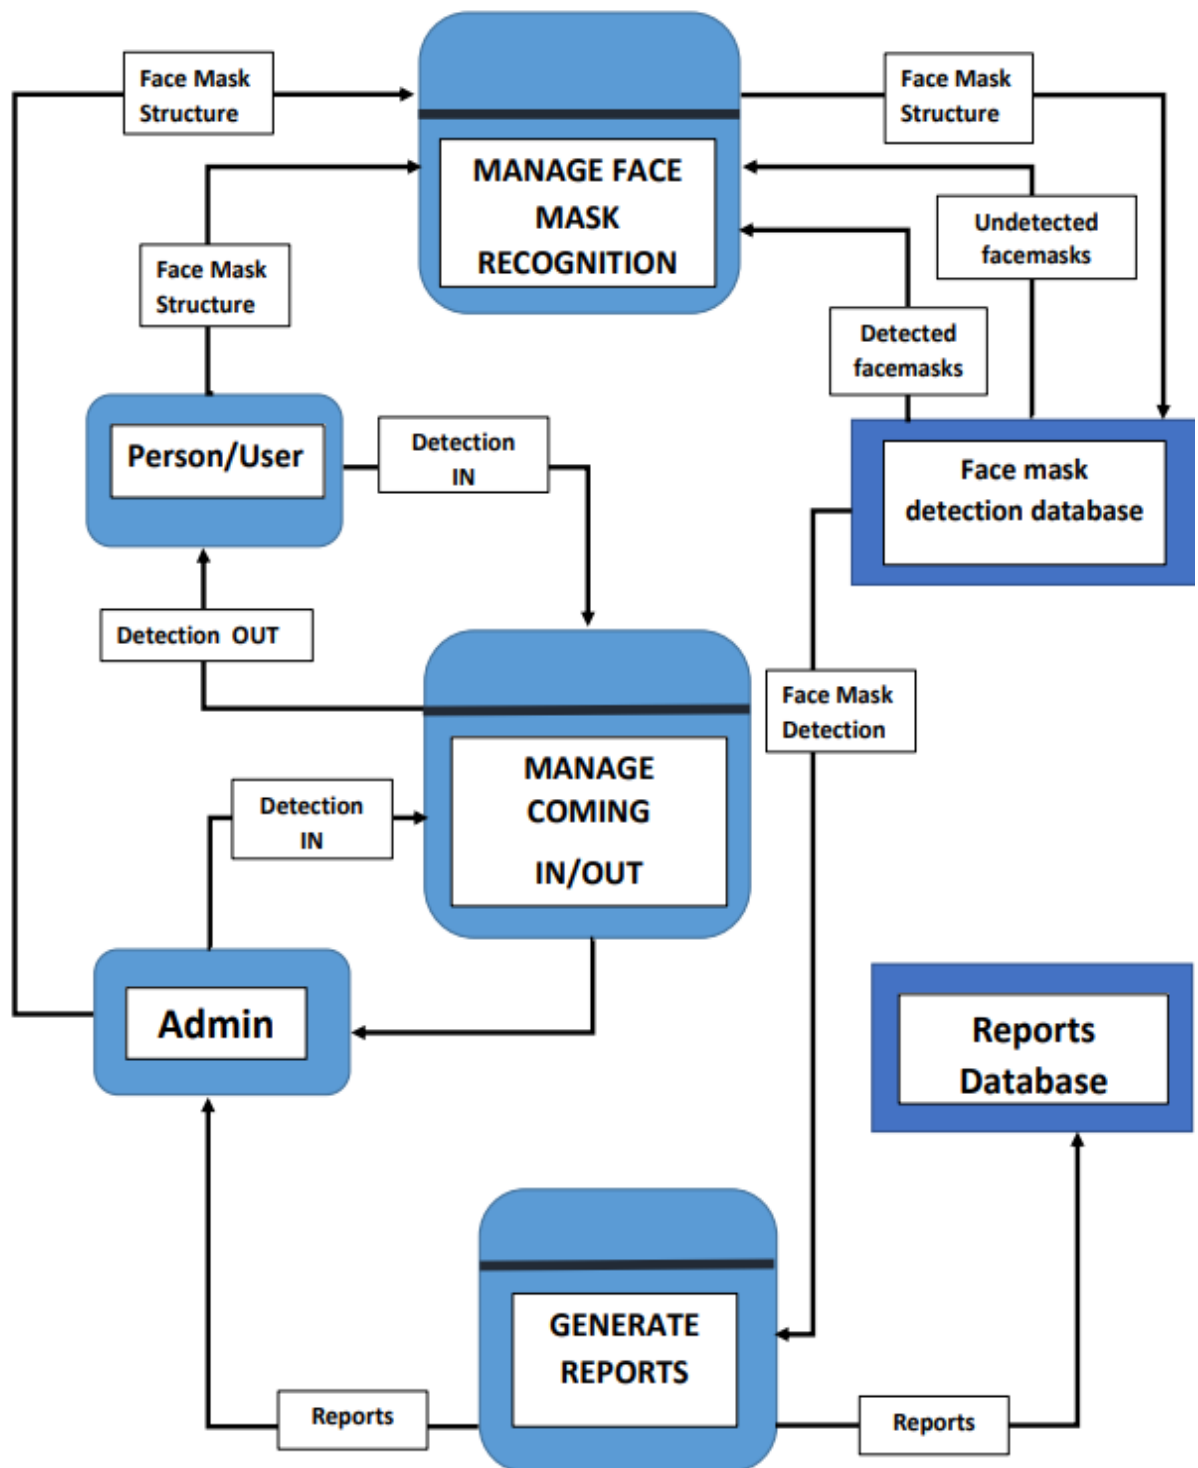 Face Mask
Structure
Face Mask
Structure
MANAGE FACE
MASK
RECOGNITION
Undetected
facemasks
Face Mask
Structure
Detected
facemasks
Person/User
Detection
IN
Face mask
detection database
Detection OUT
Face Mask
Detection
MANAGE
COMING
IN/OUT
Detection
IN
Admin
Reports
Database
GENERATE
REPORTS
Reports
Reports